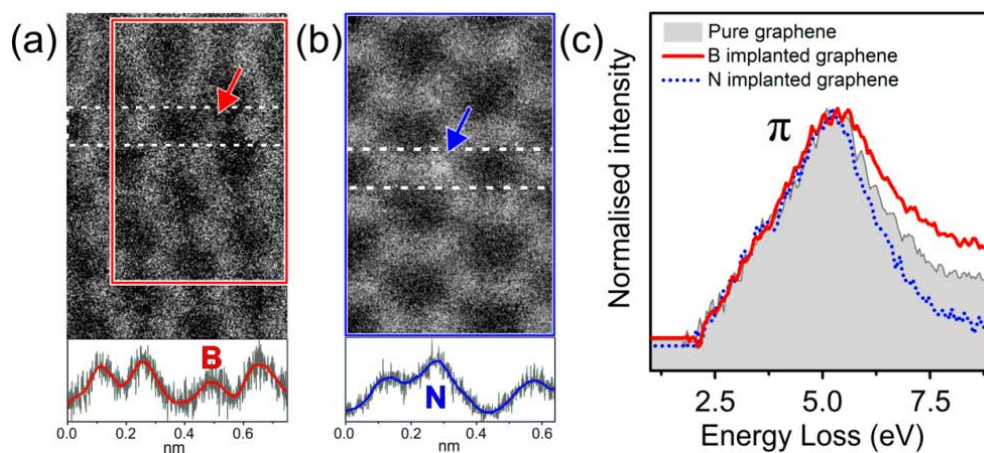 (a)
B
0.0 0.2 0.4 0.6
nm
(b)
N
0.0 0.2 0.4 0.6
nm
(c)
Pure graphene
B implanted graphene
N implanted graphene
π
Normalised intensity
2.5 5.0 7.5
Energy Loss (eV)